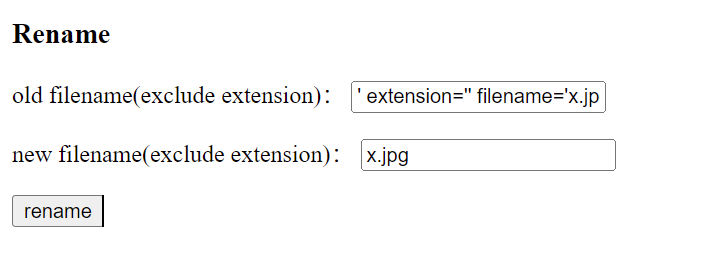 Rename
old filename(exclude extension)： ' extension='' filename='x.jp
new filename(exclude extension)： x.jpg
rename